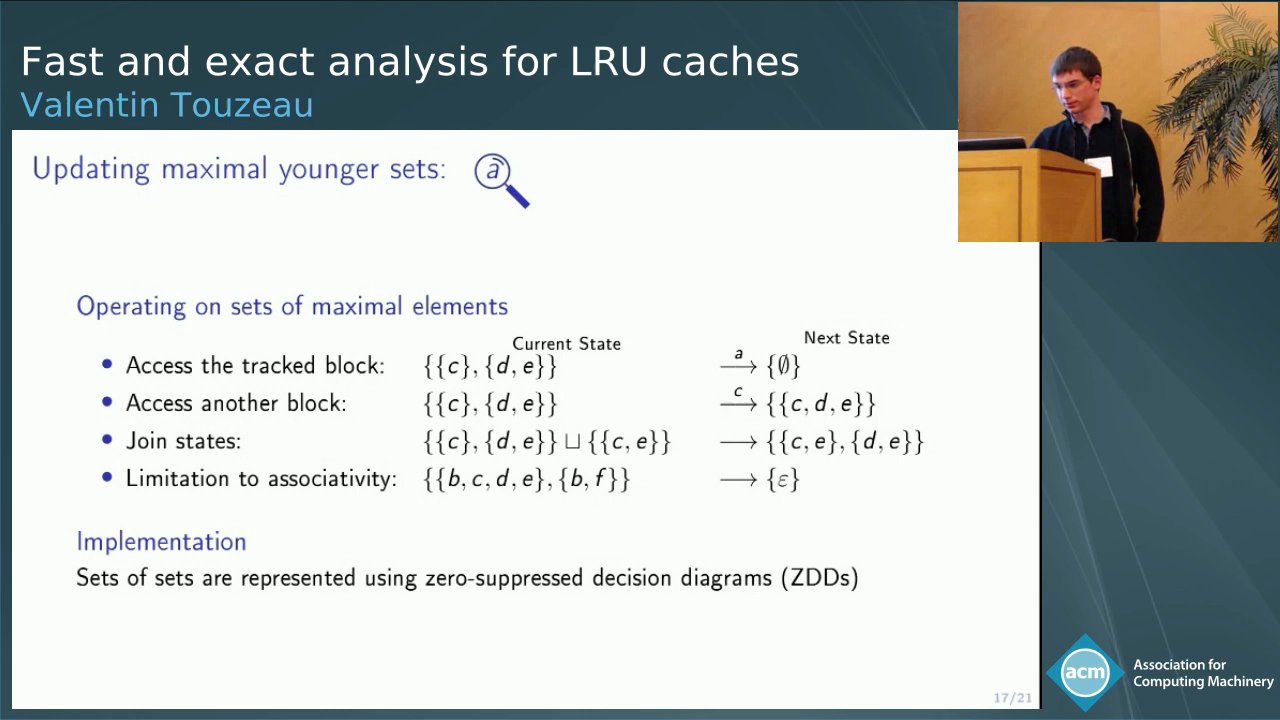 Fast and exact analysis for LRU caches
Valentin Touzeau
Updating maximal younger sets: a
Operating on sets of maximal elements
Current State Next State
• Access the tracked block: {{c}, {d, e}} —a→ {∅}
• Access another block: {{c}, {d, e}} —c→ {{c, d, e}}
• Join states: {{c}, {d, e}} ⊔ {{c, e}} ⟶ {{c, e}, {d, e}}
• Limitation to associativity: {{b, c, d, e}, {b, f}} ⟶ {ε}
Implementation
Sets of sets are represented using zero-suppressed decision diagrams (ZDDs)
17/21
acm
Association for
Computing Machinery